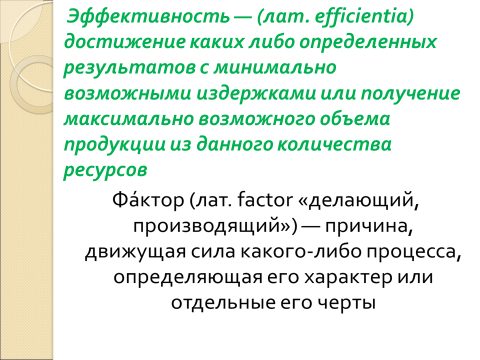 Эффективность — (лат. efficientia)
достижение каких либо определенных
результатов с минимально
возможными издержками или получение
максимально возможного объема
продукции из данного количества
ресурсов
Фа́ктор (лат. factor «делающий,
производящий») — причина,
движущая сила какого-либо процесса,
определяющая его характер или
отдельные его черты